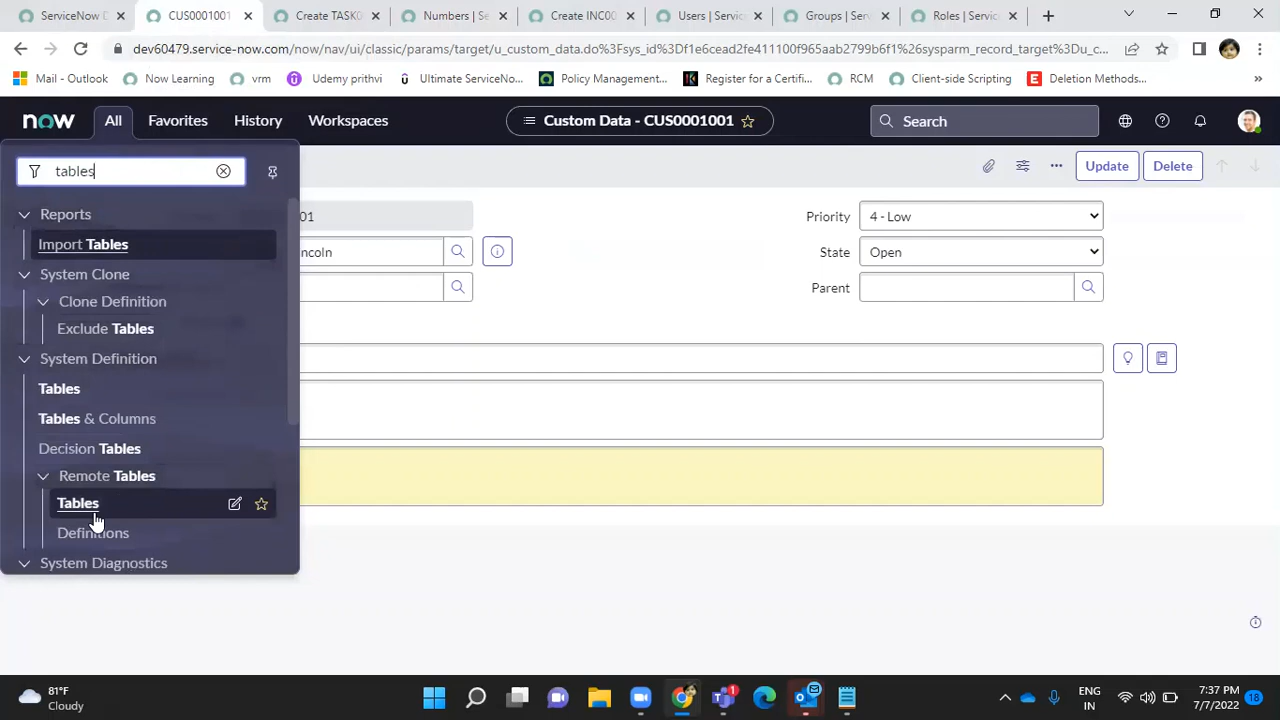 ServiceNow D
CUS0001001
Create TASK0
Numbers | Se
Create INC00
Users | Servic
Groups | Servi
Roles | Servic
dev60479.service-now.com/now/nav/ui/classic/params/target/u_custom_data.do%3Fsys_id%3Df1e6cead2fe8411065aab2799b6f1%26sysparm_record_target%3Du_c...
Mail - Outlook
Now Learning
vrm
Udemy prithvi
Ultimate ServiceNo...
Policy Management...
Register for a Certifi...
RCM
Client-side Scripting
Deletion Methods...
now
All
Favorites
History
Workspaces
Custom Data - CUS0001001
Search
tables
Update
Delete
Reports
01
Priority
4 - Low
Import Tables
ncoln
State
Open
System Clone
Parent
Clone Definition
Exclude Tables
System Definition
Tables
Tables & Columns
Decision Tables
Remote Tables
Tables
Definitions
System Diagnostics
81°F
Cloudy
ENG
IN
7:37 PM
7/7/2022
18